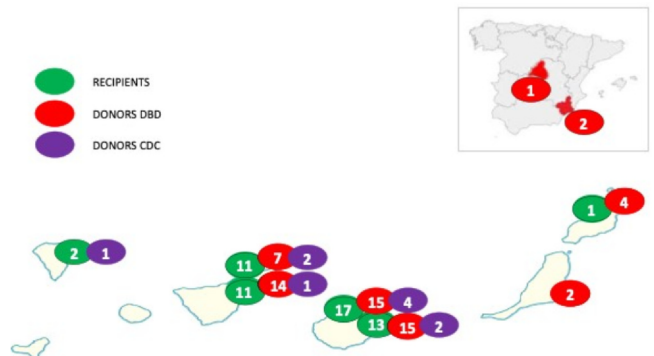 RECIPIENTS
DONORS DBD
DONORS CDC
1
2
1 4
2 1
7 2
11
14 1
11
2
15 4
17
13 15 2